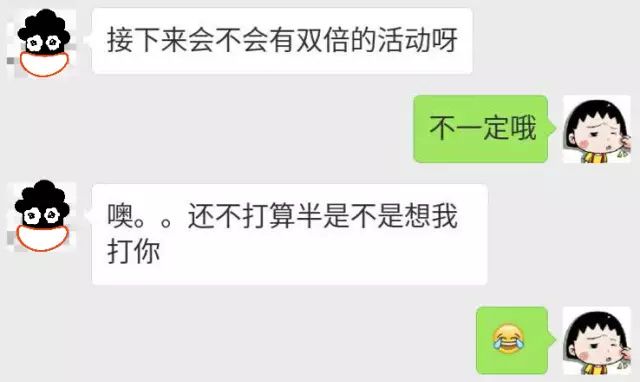 接下来会不会有双倍的活动呀
不一定哦
噢。。还不打算半是不是想我
打你
😂